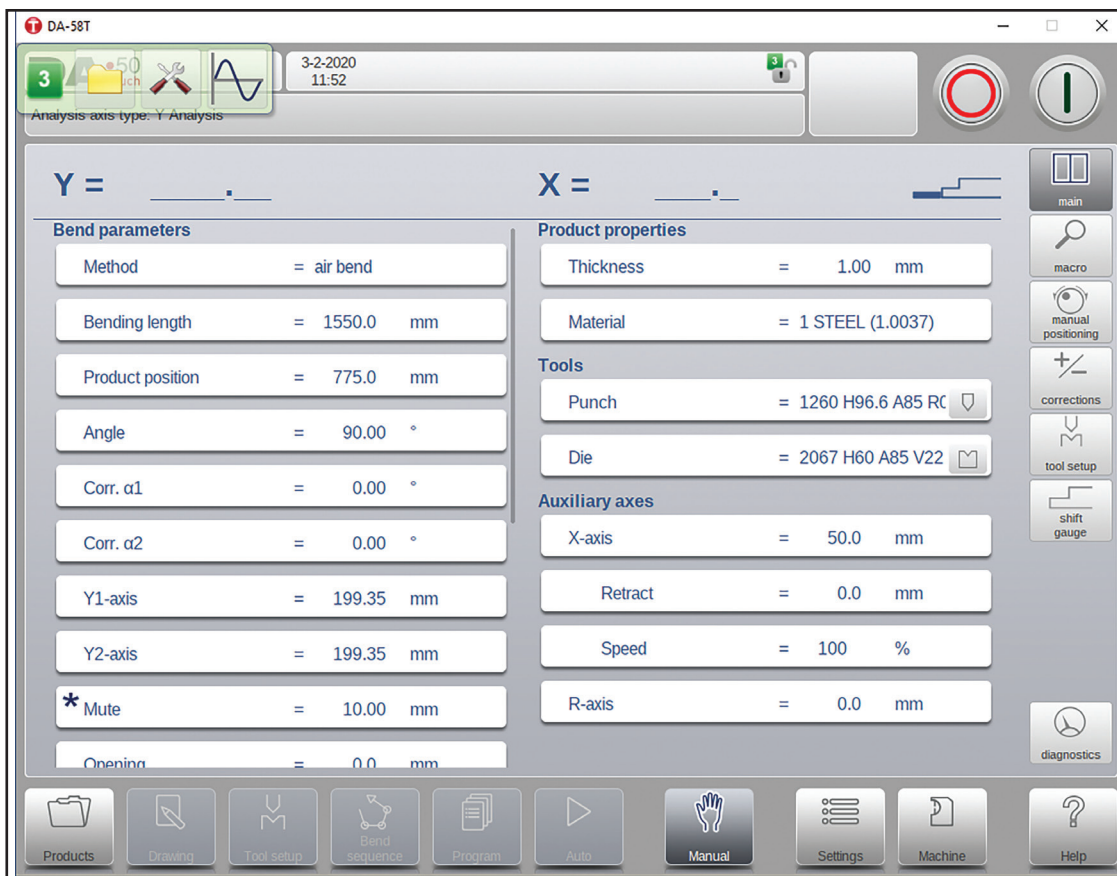 DA-58T
3
50
3-2-2020
11:52
3
Analysis axis type: Y Analysis
Y = _____.__
X = ____._
Bend parameters
Method = air bend
Bending length = 1550.0 mm
Product position = 775.0 mm
Angle = 90.00 °
Corr. α1 = 0.00 °
Corr. α2 = 0.00 °
Y1-axis = 199.35 mm
Y2-axis = 199.35 mm
* Mute = 10.00 mm
Opening = 0.0 mm
Product properties
Thickness = 1.00 mm
Material = 1 STEEL (1.0037)
Tools
Punch = 1260 H96.6 A85
Die = 2067 H60 A85 V22
Auxiliary axes
X-axis = 50.0 mm
Retract = 0.0 mm
Speed = 100 %
R-axis = 0.0 mm
main
macro
manual
positioning
corrections
tool setup
shift
gauge
diagnostics
Products
Drawing
Tool setup
Bend
sequence
Program
Auto
Manual
Settings
Machine
Help